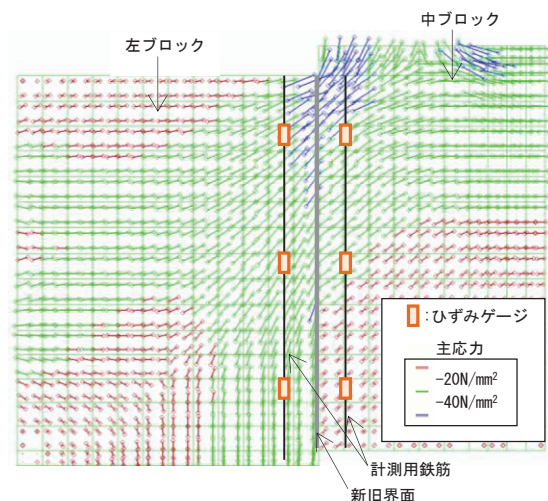 中ブロック
左ブロック
:ひずみゲージ
主応力
-20N/mm²
-40N/mm²
計測用鉄筋
新旧界面